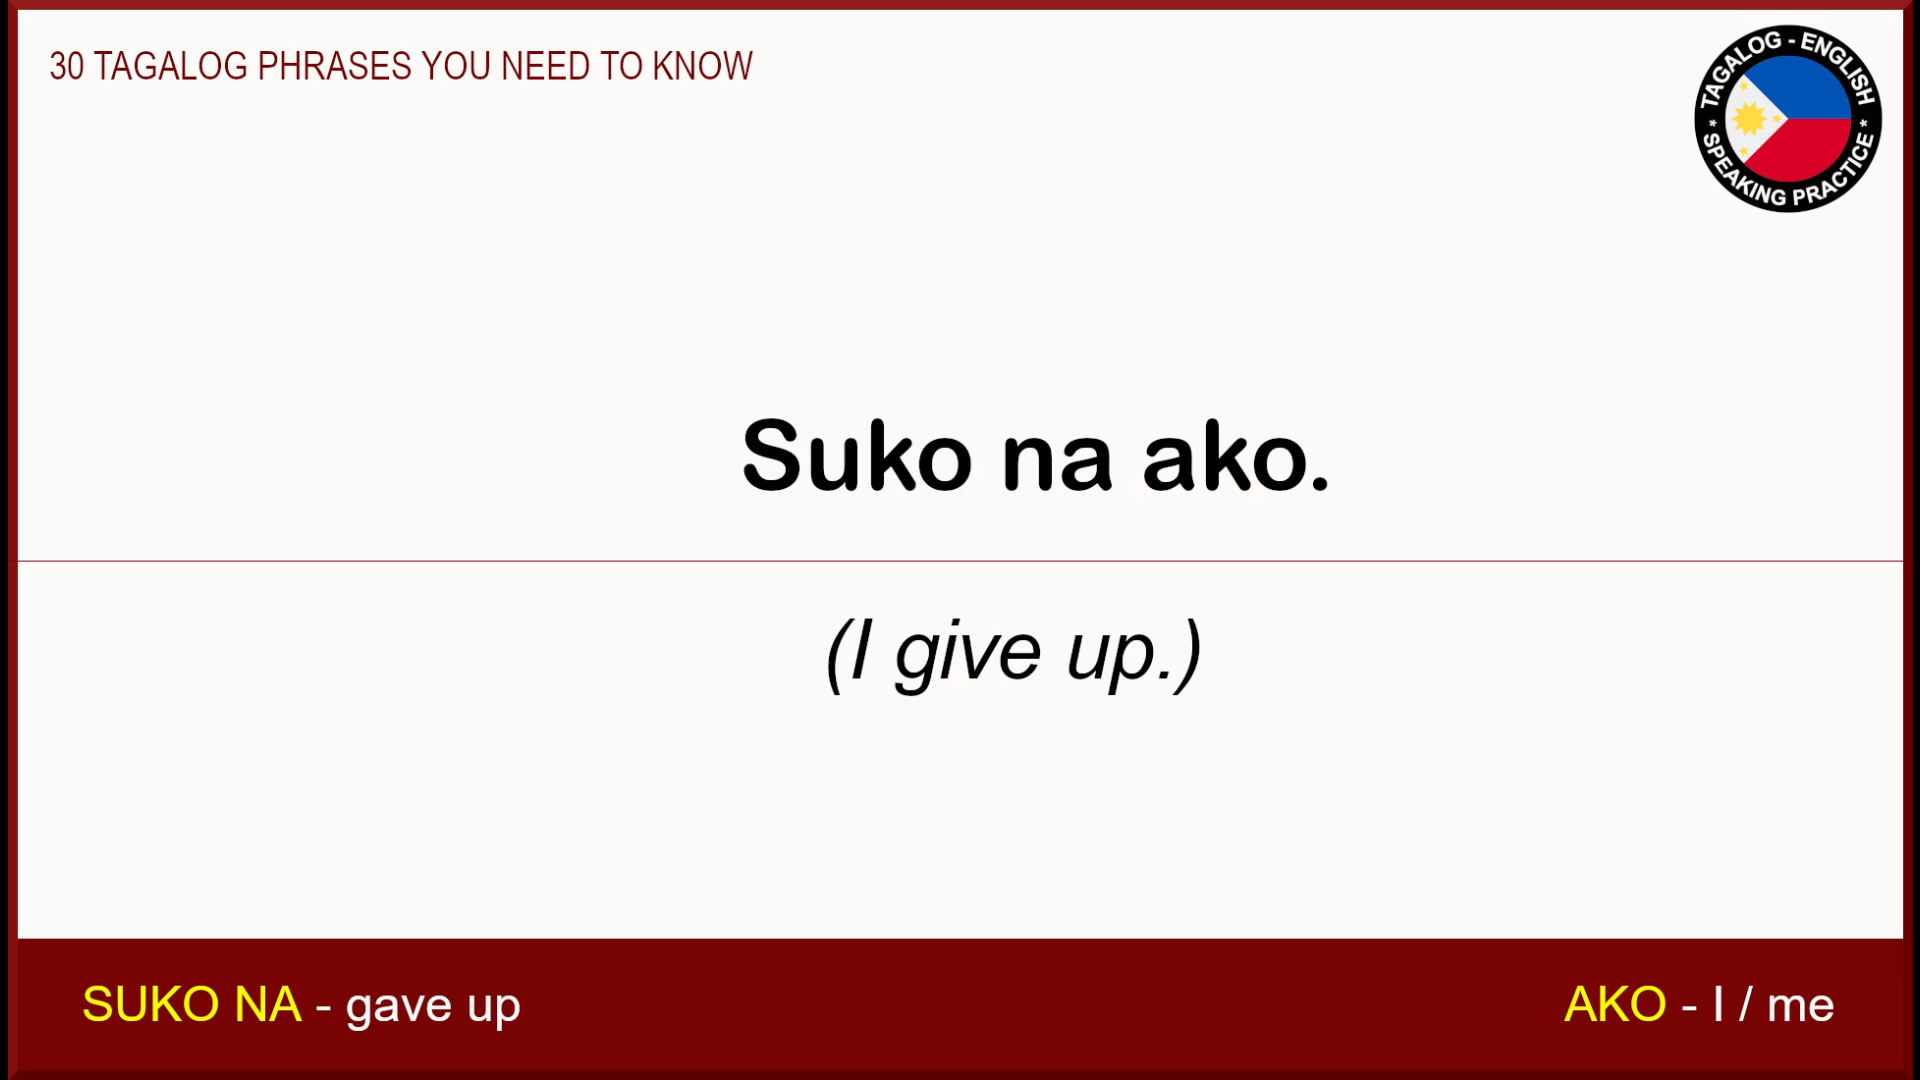 30 TAGALOG PHRASES YOU NEED TO KNOW
TAGALOG - ENGLISH
* SPEAKING PRACTICE *
Suko na ako.
(I give up.)
SUKO NA - gave up
AKO - I / me